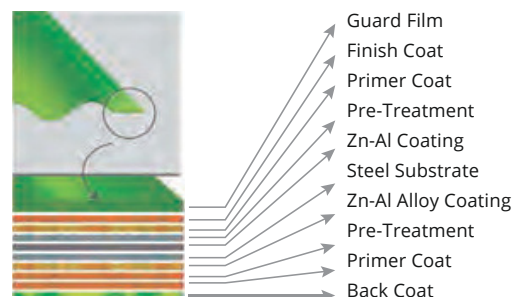 Guard Film
Finish Coat
Primer Coat
Pre-Treatment
Zn-Al Coating
Steel Substrate
Zn-Al Alloy Coating
Pre-Treatment
Primer Coat
Back Coat